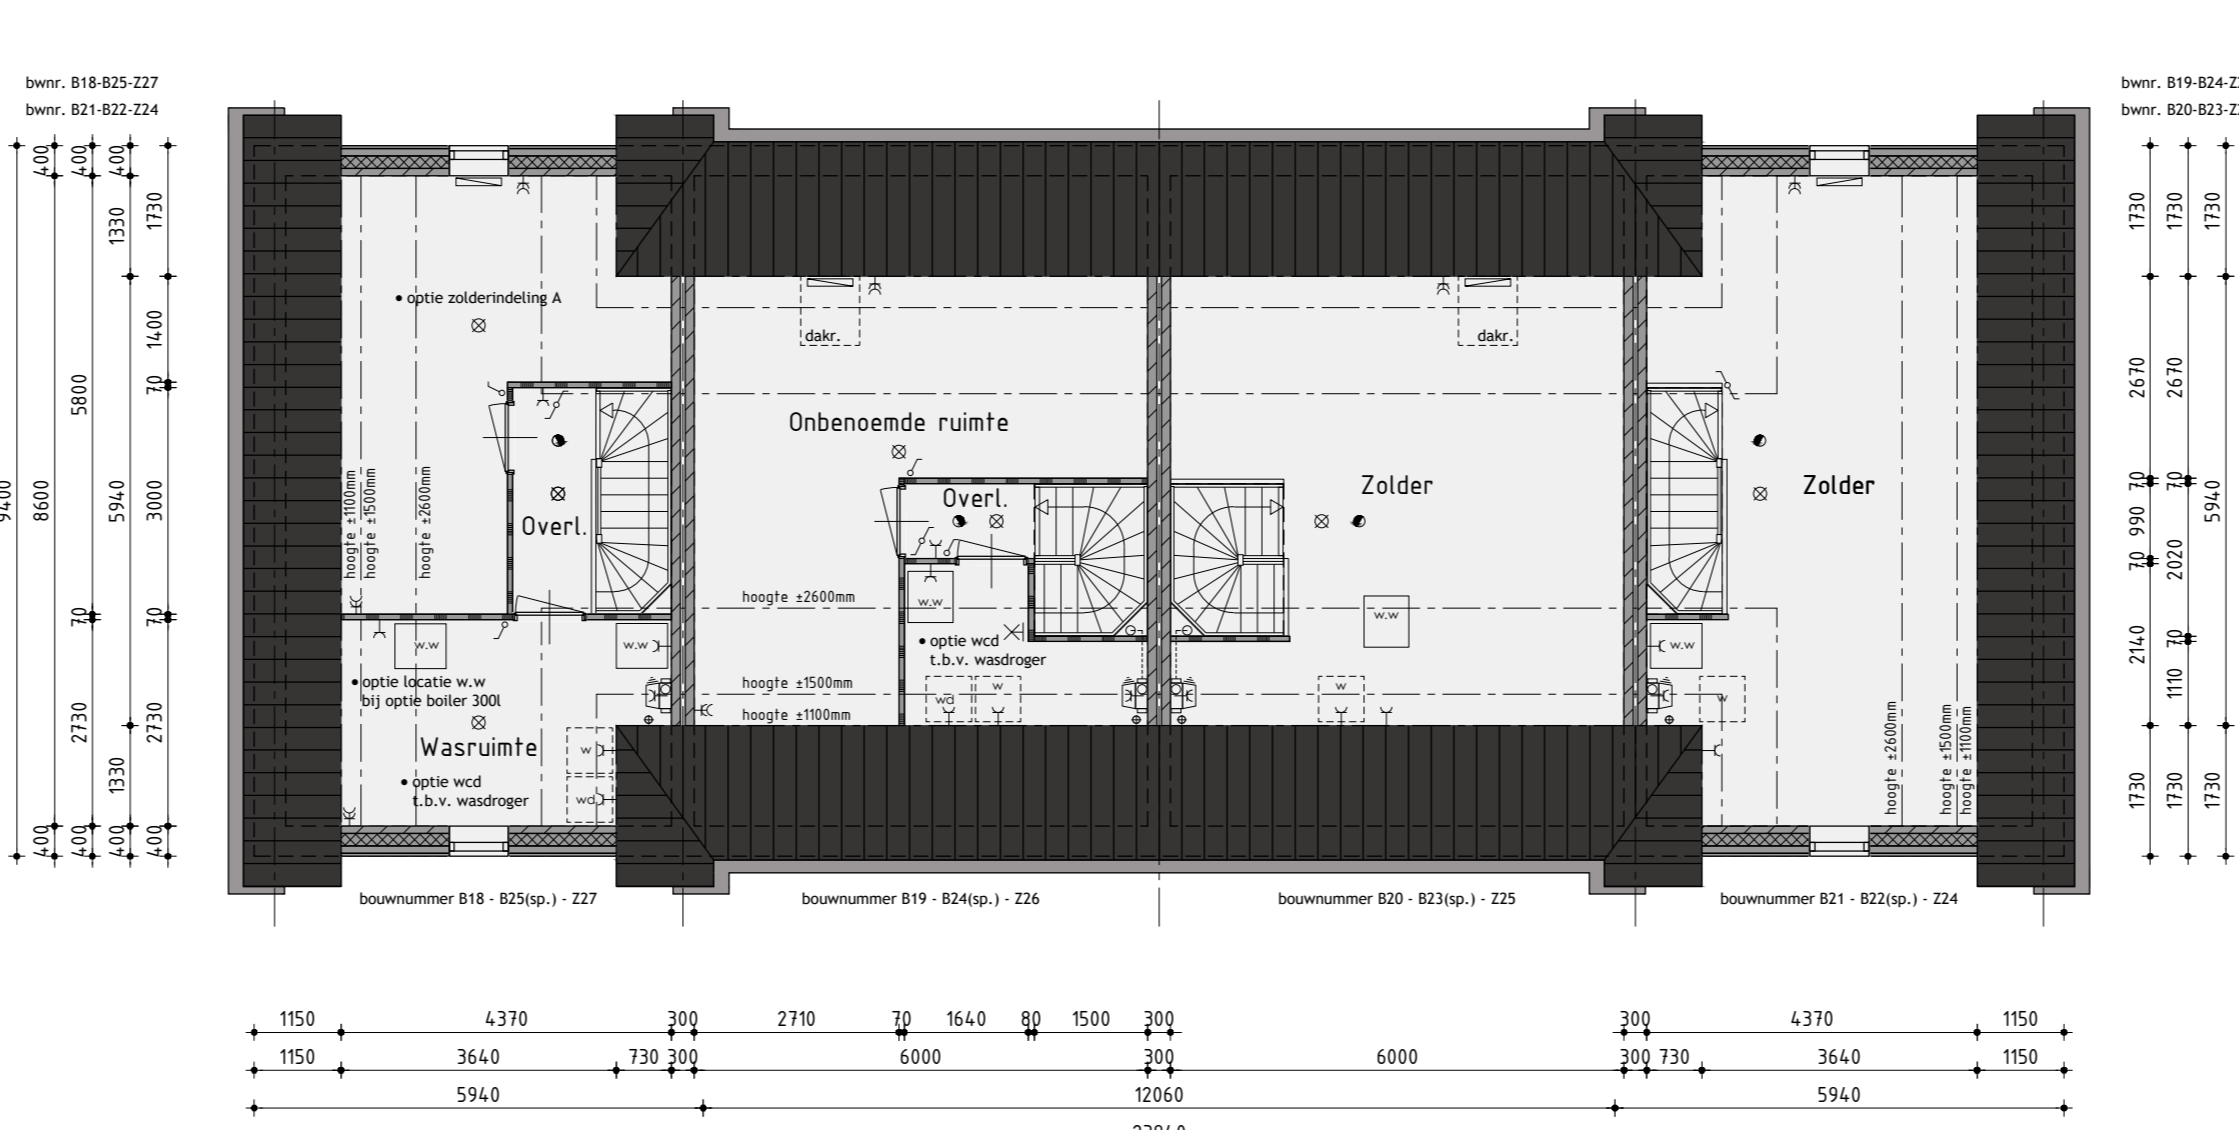 bwnr. B18-B25-Z27
bwnr. B21-B22-Z24
bwnr. B19-B24-Z
bwnr. B20-B23-Z
9400
400
8600
400
400
5800
70
2730
400
400
1330
5940
1330
400
1730
1400
70
3000
70
2730
400
• optie zolderindeling A
hoogte ±1100mm
hoogte ±1500mm
hoogte ±2600mm
Overl.
w.w
w.w
• optie locatie w.w
bij optie boiler 300l
Wasruimte
w
• optie wcd
t.b.v. wasdroger
wd
dakr.
Onbenoemde ruimte
Overl.
w.w
hoogte ±2600mm
• optie wcd
t.b.v. wasdroger
hoogte ±1500mm
hoogte ±1100mm
wd
w
dakr.
Zolder
w.w
w
Zolder
w.w
w
hoogte ±2600mm
hoogte ±1500mm
hoogte ±1100mm
1730
2670
70
990
70
2140
1730
1730
2670
70
2020
70
1110
1730
1730
5940
1730
bouwnummer B18 - B25(sp.) - Z27
bouwnummer B19 - B24(sp.) - Z26
bouwnummer B20 - B23(sp.) - Z25
bouwnummer B21 - B22(sp.) - Z24
1150 4370 300 2710 70 1640 80 1500 300 300 4370 1150
1150 3640 730 300 6000 300 6000 300 730 3640 1150
5940 12060 5940